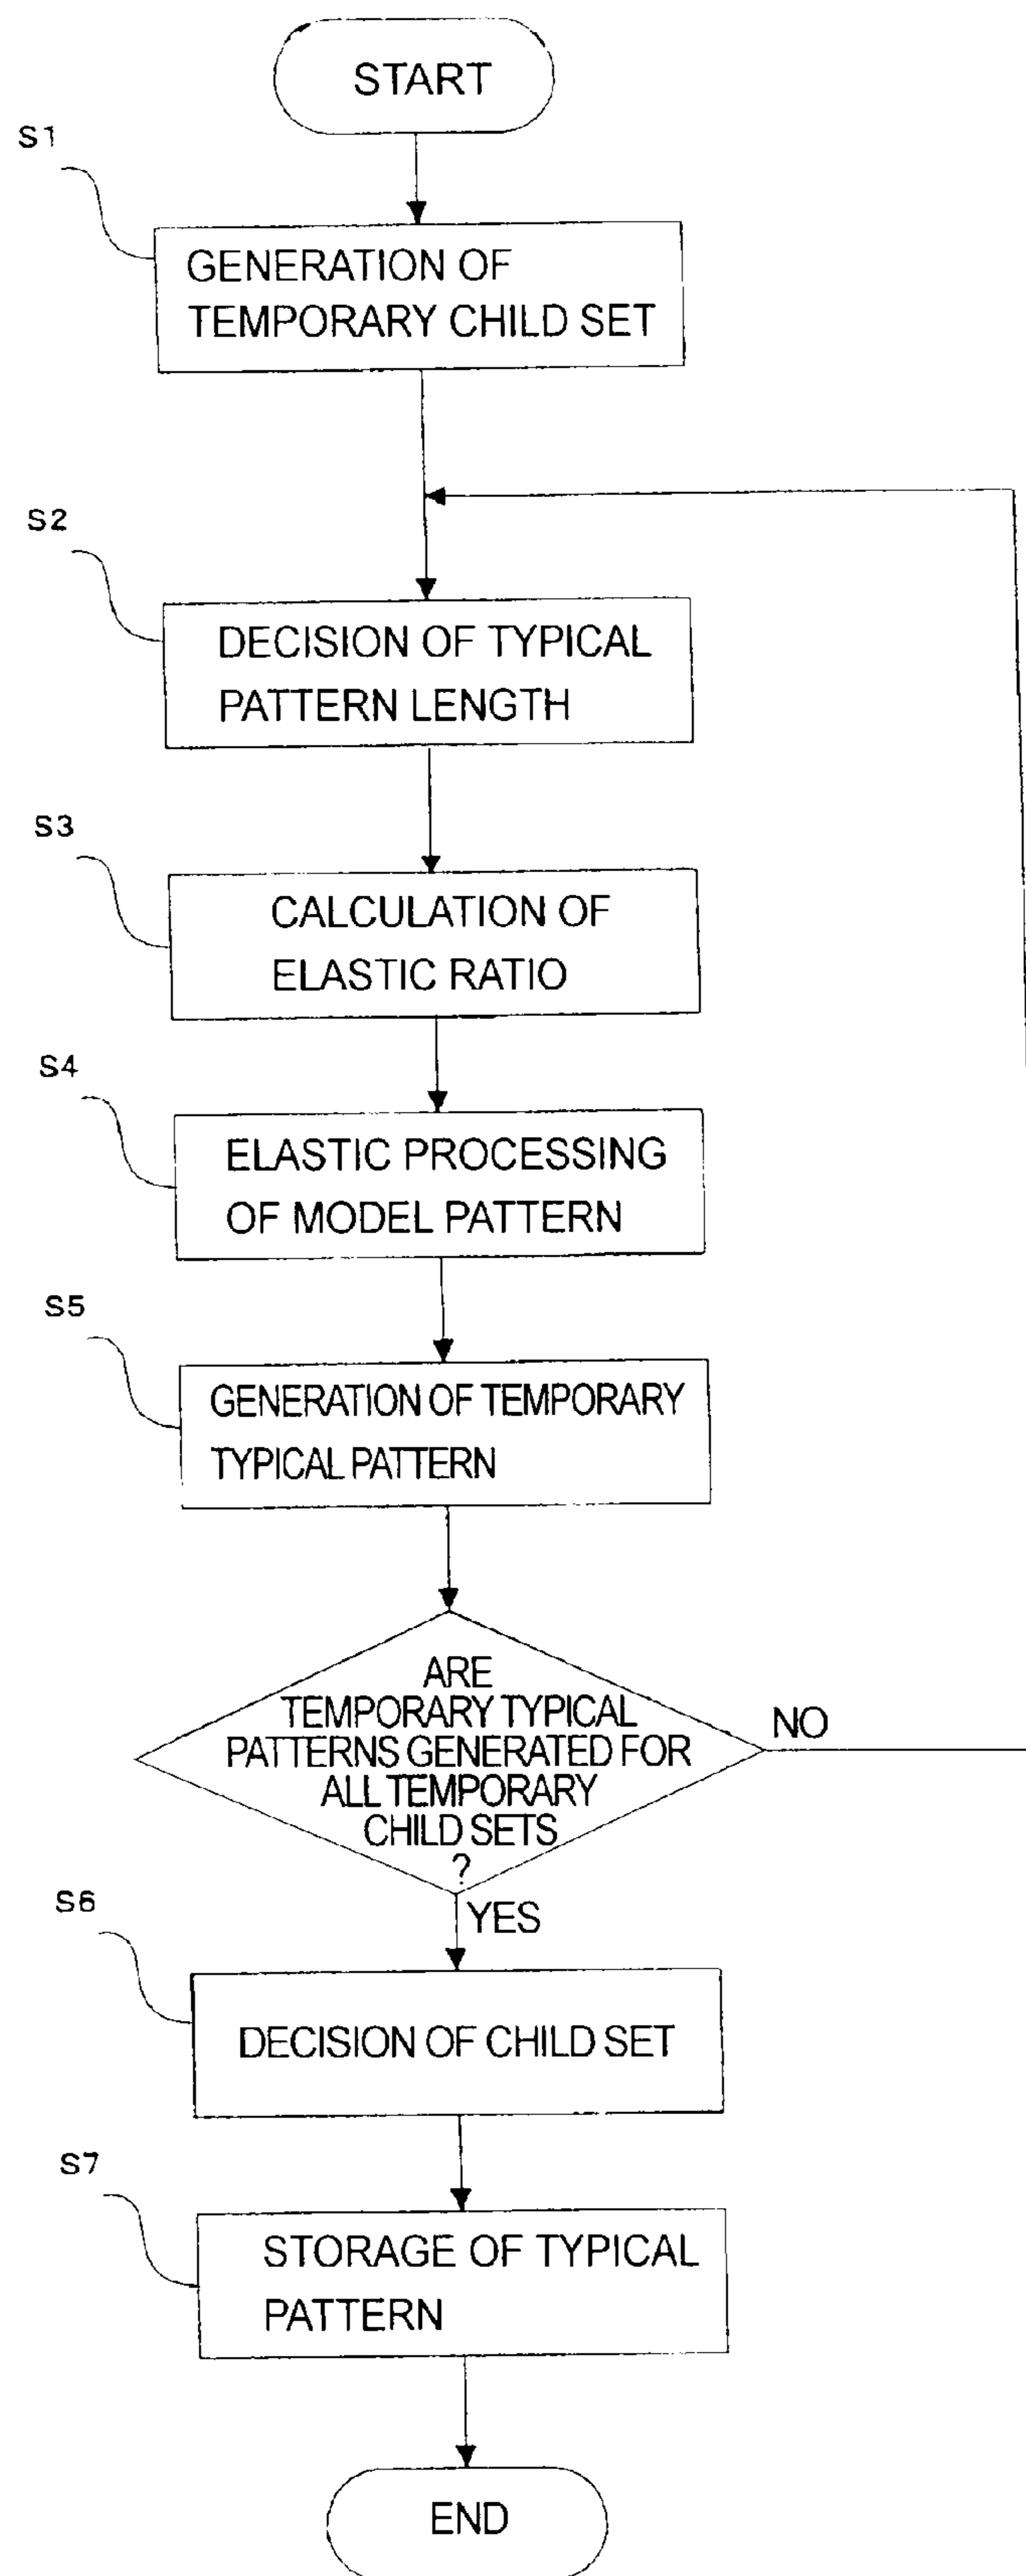 START
S1
GENERATION OF
TEMPORARY CHILD SET
S2
DECISION OF TYPICAL
PATTERN LENGTH
S3
CALCULATION OF
ELASTIC RATIO
S4
ELASTIC PROCESSING
OF MODEL PATTERN
S5
GENERATION OF TEMPORARY
TYPICAL PATTERN
ARE
TEMPORARY TYPICAL
PATTERNS GENERATED FOR
ALL TEMPORARY
CHILD SETS
?
NO
YES
S6
DECISION OF CHILD SET
S7
STORAGE OF TYPICAL
PATTERN
END